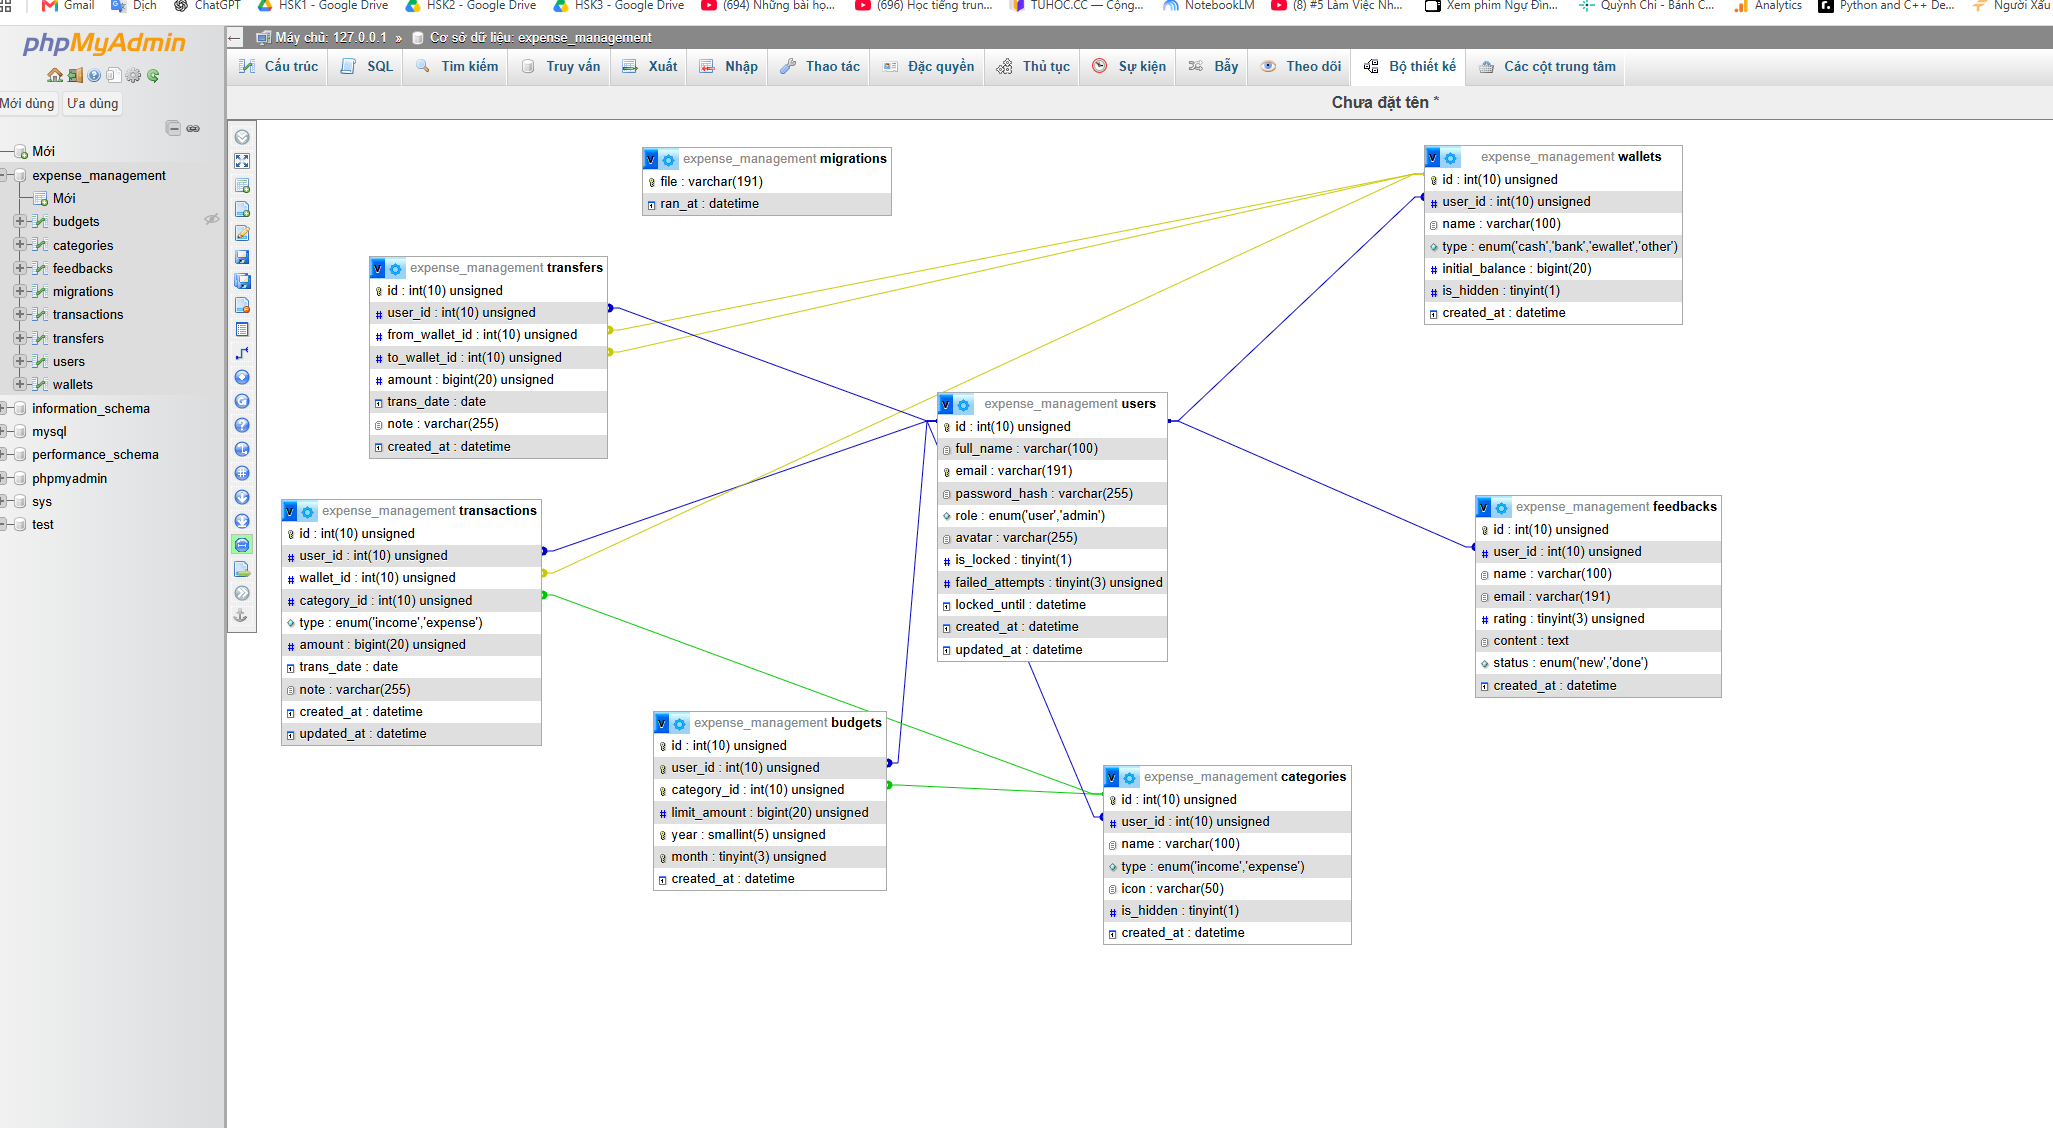 Gmail Dịch ChatGPT HSK1 - Google Drive HSK2 - Google Drive HSK3 - Google Drive (694) Những bài họ... (696) Học tiếng trun... TUHOC.CC — Cộng... NotebookLM (8) #5 Làm Việc Nh... Xem phim Ngự Đìn... Quỳnh Chi - Bánh C... Analytics Python and C++ De... Người Xấu
phpMyAdmin
Mới dùng Ưa dùng
Mới
expense_management
Mới
budgets
categories
feedbacks
migrations
transactions
transfers
users
wallets
information_schema
mysql
performance_schema
phpmyadmin
sys
test
Máy chủ: 127.0.0.1 » Cơ sở dữ liệu: expense_management
Cấu trúc SQL Tìm kiếm Truy vấn Xuất Nhập Thao tác Đặc quyền Thủ tục Sự kiện Bẫy Theo dõi Bộ thiết kế Các cột trung tâm
Chưa đặt tên *
expense_management migrations
file : varchar(191)
ran_at : datetime
expense_management wallets
id : int(10) unsigned
user_id : int(10) unsigned
name : varchar(100)
type : enum('cash','bank','ewallet','other')
initial_balance : bigint(20)
is_hidden : tinyint(1)
created_at : datetime
expense_management transfers
id : int(10) unsigned
user_id : int(10) unsigned
from_wallet_id : int(10) unsigned
to_wallet_id : int(10) unsigned
amount : bigint(20) unsigned
trans_date : date
note : varchar(255)
created_at : datetime
expense_management users
id : int(10) unsigned
full_name : varchar(100)
email : varchar(191)
password_hash : varchar(255)
role : enum('user','admin')
avatar : varchar(255)
is_locked : tinyint(1)
failed_attempts : tinyint(3) unsigned
locked_until : datetime
created_at : datetime
updated_at : datetime
expense_management transactions
id : int(10) unsigned
user_id : int(10) unsigned
wallet_id : int(10) unsigned
category_id : int(10) unsigned
type : enum('income','expense')
amount : bigint(20) unsigned
trans_date : date
note : varchar(255)
created_at : datetime
updated_at : datetime
expense_management feedbacks
id : int(10) unsigned
user_id : int(10) unsigned
name : varchar(100)
email : varchar(191)
rating : tinyint(3) unsigned
content : text
status : enum('new','done')
created_at : datetime
expense_management budgets
id : int(10) unsigned
user_id : int(10) unsigned
category_id : int(10) unsigned
limit_amount : bigint(20) unsigned
year : smallint(5) unsigned
month : tinyint(3) unsigned
created_at : datetime
expense_management categories
id : int(10) unsigned
user_id : int(10) unsigned
name : varchar(100)
type : enum('income','expense')
icon : varchar(50)
is_hidden : tinyint(1)
created_at : datetime